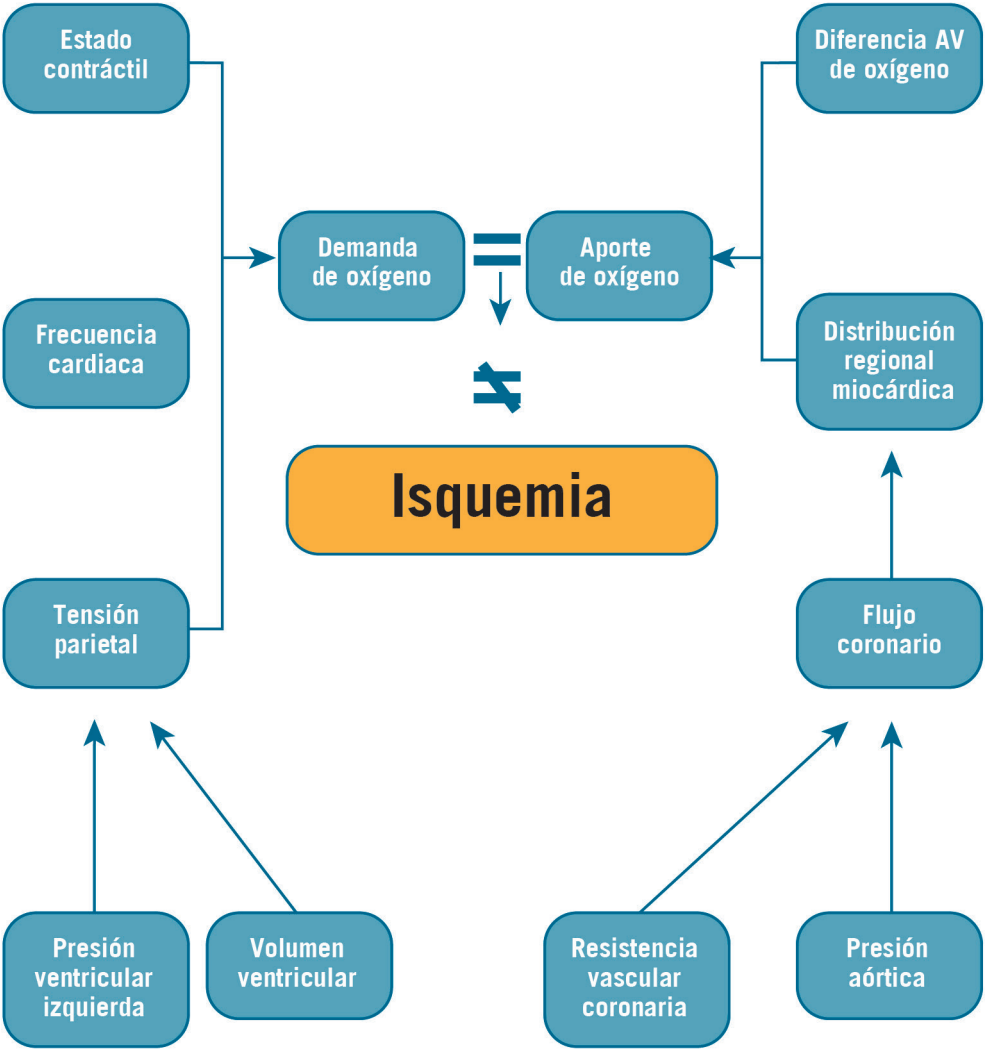 Estado
contráctil
Diferencia AV
de oxígeno
Demanda
de oxígeno
=
Aporte
de oxígeno
Frecuencia
cardiaca
≠
Distribución
regional
miocárdica
Isquemia
Tensión
parietal
Flujo
coronario
Presión
ventricular
izquierda
Volumen
ventricular
Resistencia
vascular
coronaria
Presión
aórtica